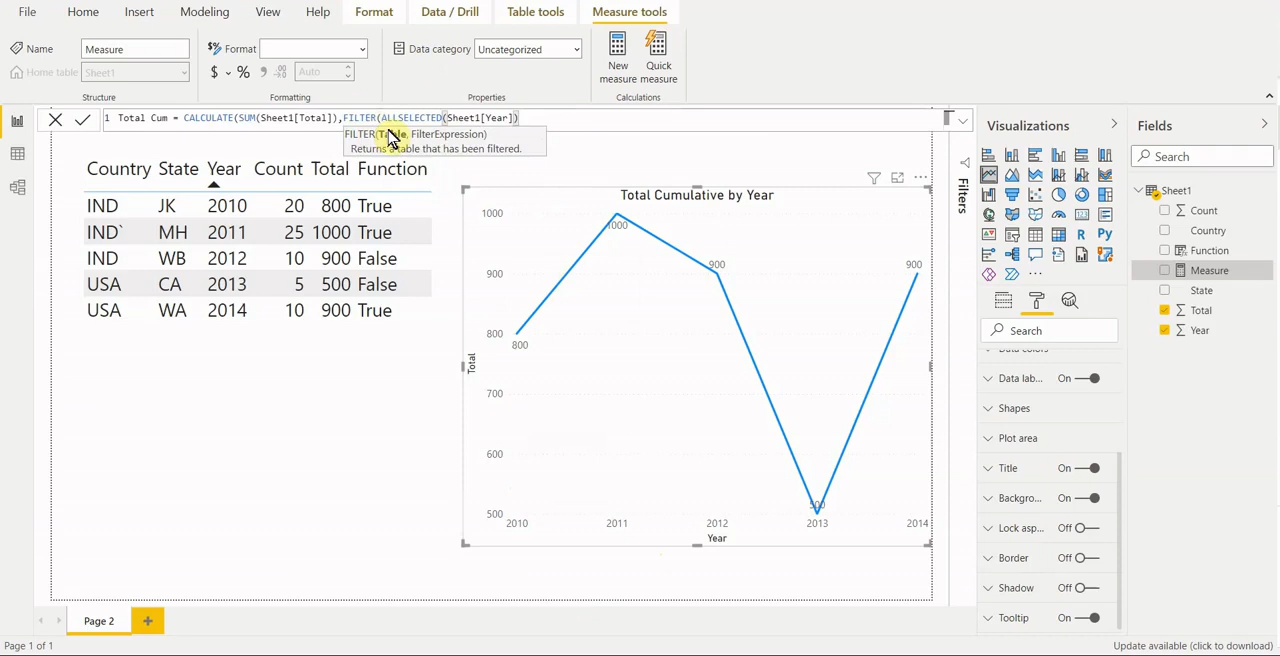 File Home Insert Modeling View Help Format Data / Drill Table tools Measure tools
Name Measure Format Data category Uncategorized New measure Quick measure
Home table Sheet1 $ % Auto
Structure Formatting Properties Calculations
1 Total Cum = CALCULATE(SUM(Sheet1[Total]),FILTER(ALLSELECTED(Sheet1[Year])
FILTER(Table, FilterExpression)
Returns a table that has been filtered.
Country State Year Count Total Function
IND JK 2010 20 800 True
IND` MH 2011 25 1000 True
IND WB 2012 10 900 False
USA CA 2013 5 500 False
USA WA 2014 10 900 True
Total Cumulative by Year
1000
900
800
700
600
500
Total
800
1000
900
500
900
2010 2011 2012 2013 2014
Year
Filters
Visualizations
R Py
Search
Data colors
Data lab... On
Shapes
Plot area
Title On
Backgro... On
Lock asp... Off
Border Off
Shadow Off
Tooltip On
Fields
Search
Sheet1
Count
Country
Function
Measure
State
Total
Year
Page 2
Page 1 of 1
Update available (click to download)